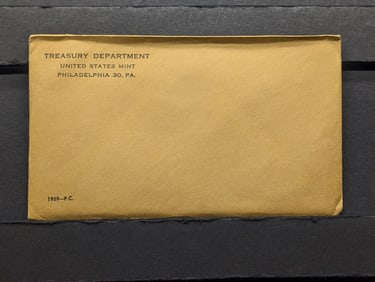 TREASURY DEPARTMENT
UNITED STATES MINT
PHILADELPHIA 30, PA.
1959—P.C.